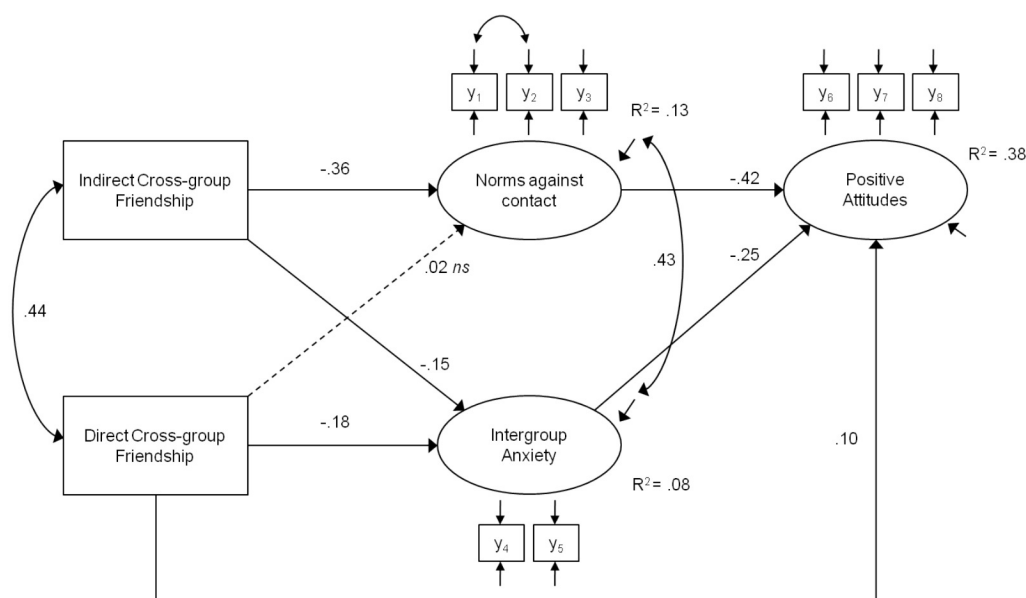 y1
y2
y3
y6
y7
y8
R2 = .13
R2 = .38
Indirect Cross-group
Friendship
-.36
Norms against
contact
-.42
Positive
Attitudes
.02 ns
.43
-.25
.44
-.15
Direct Cross-group
Friendship
-.18
Intergroup
Anxiety
.10
R2 = .08
y4
y5